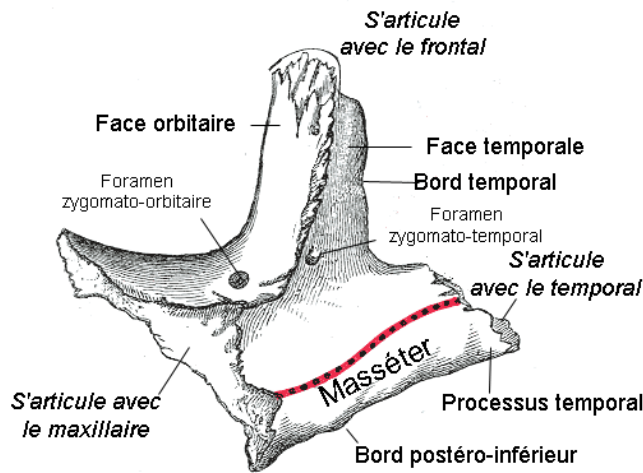 S'articule
avec le frontal
Face orbitaire
Face temporale
Bord temporal
Foramen
zygomato-orbitaire
Foramen
zygomato-temporal
S'articule
avec le temporal
Masséter
S'articule avec
le maxillaire
Processus temporal
Bord postéro-inférieur